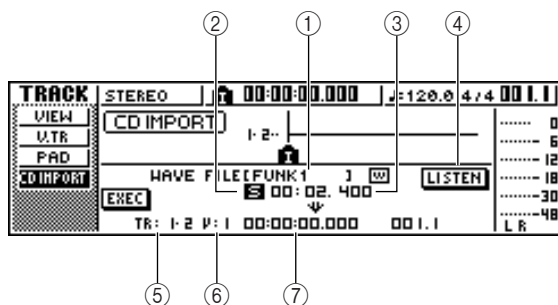 ② ① ③ ④
TRACK STEREO I 00:00:00.000 ♩=120.0 4/4 001.1
VIEW CD IMPORT 0
V.TR 1·2·· 6
PAD I 12
CD IMPORT WAVE FILE[FUNK1 ] W LISTEN 18
S 00:02.400 30
EXEC
TR: 1·2 V:1 00:00:00.000 001.1 48
L R
⑤ ⑥ ⑦